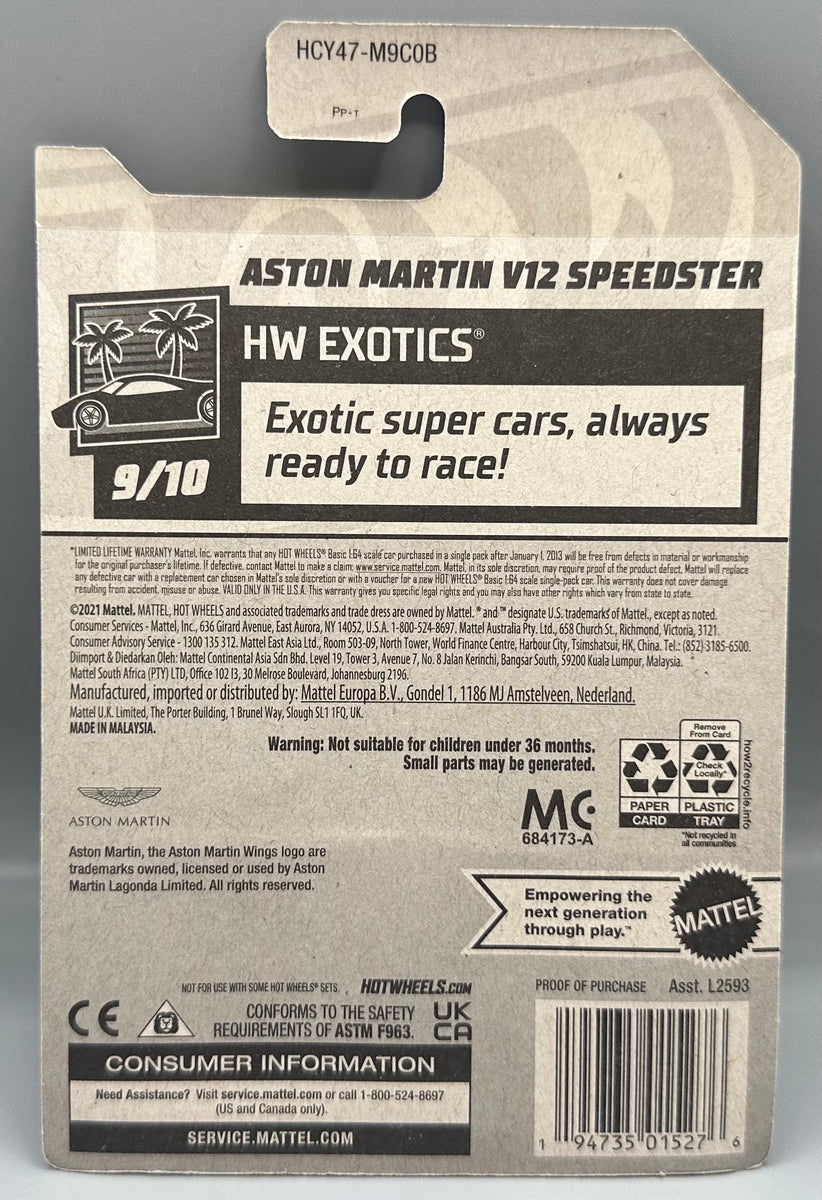 HCY47-M9C0B
PP-T
ASTON MARTIN V12 SPEEDSTER
HW EXOTICS®
Exotic super cars, always
ready to race!
9/10
*LIMITED LIFETIME WARRANTY Mattel, Inc. warrants that any HOT WHEELS® Basic 1:64 scale car purchased in a single pack after January 1, 2013 will be free from defects in material or workmanship
for the original purchaser's lifetime. If defective, contact Mattel to make a claim: www.service.mattel.com. Mattel, in its sole discretion, may require proof of the product defect. Mattel will replace
any defective car with a replacement car chosen in Mattel's sole discretion or with a voucher for a new HOT WHEELS® Basic 1:64 scale single-pack car. This warranty does not cover damage
resulting from accident, misuse or abuse. VALID ONLY IN THE U.S.A. This warranty gives you specific legal rights and you may also have other rights which vary from state to state.
©2021 Mattel. MATTEL, HOT WHEELS and associated trademarks and trade dress are owned by Mattel. ® and ™ designate U.S. trademarks of Mattel., except as noted.
Consumer Services - Mattel, Inc., 636 Girard Avenue, East Aurora, NY 14052, U.S.A. 1-800-524-8697. Mattel Australia Pty. Ltd., 658 Church St., Richmond, Victoria, 3121.
Consumer Advisory Service - 1300 135 312. Mattel East Asia Ltd., Room 503-09, North Tower, World Finance Centre, Harbour City, Tsimshatsui, HK, China. Tel.: (852) 3185-6500.
Diimport & Diedarkan Oleh: Mattel Continental Asia Sdn Bhd. Level 19, Tower 3, Avenue 7, No. 8 Jalan Kerinchi, Bangsar South, 59200 Kuala Lumpur, Malaysia.
Mattel South Africa (PTY) LTD, Office 102 I3, 30 Melrose Boulevard, Johannesburg 2196.
Manufactured, imported or distributed by: Mattel Europa B.V., Gondel 1, 1186 MJ Amstelveen, Nederland.
Mattel U.K. Limited, The Porter Building, 1 Brunel Way, Slough SL1 1FQ, UK.
MADE IN MALAYSIA.
Warning: Not suitable for children under 36 months.
Small parts may be generated.
Remove
From Card
Check
Locally*
PAPER
CARD
PLASTIC
TRAY
*Not recycled in
all communities
how2recycle.info
MC
684173-A
ASTON MARTIN
Aston Martin, the Aston Martin Wings logo are
trademarks owned, licensed or used by Aston
Martin Lagonda Limited. All rights reserved.
Empowering the
next generation
through play.™
MATTEL
NOT FOR USE WITH SOME HOT WHEELS® SETS. HOTWHEELS.COM
PROOF OF PURCHASE Asst. L2593
CE
CONFORMS TO THE SAFETY
REQUIREMENTS OF ASTM F963.
UK
CA
CONSUMER INFORMATION
Need Assistance? Visit service.mattel.com or call 1-800-524-8697
(US and Canada only).
SERVICE.MATTEL.COM
1 94735 01527 6